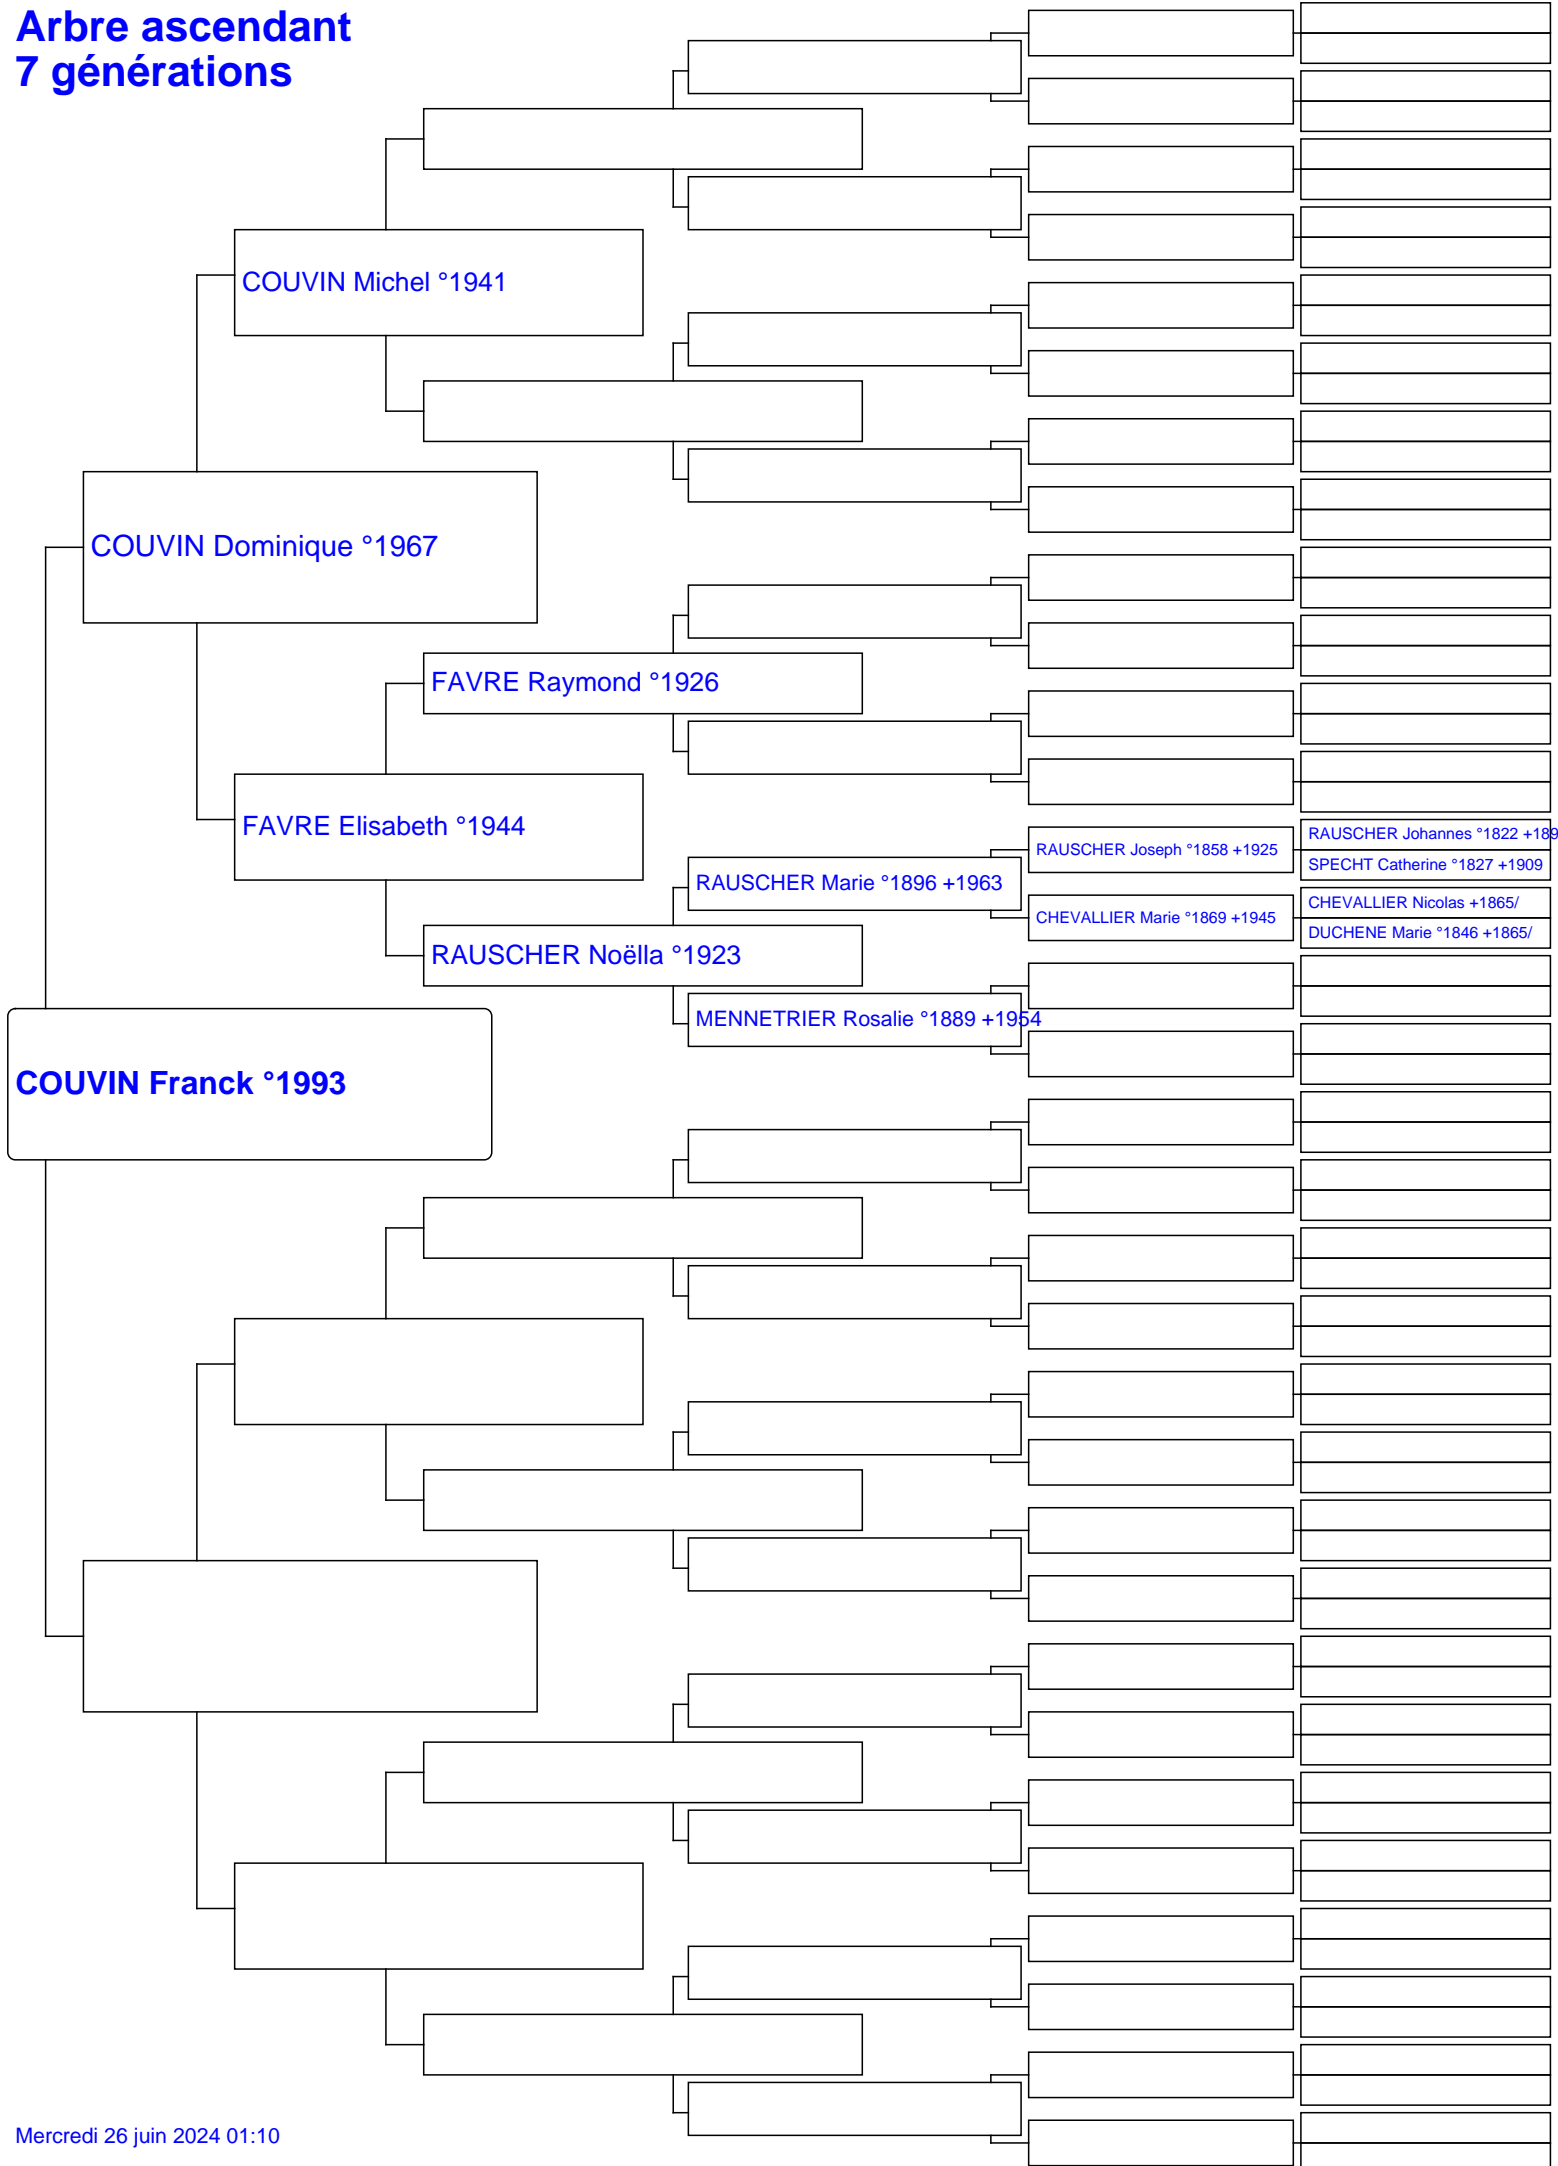 Arbre ascendant
7 générations
COUVIN Michel °1941
COUVIN Dominique °1967
FAVRE Raymond °1926
FAVRE Elisabeth °1944
RAUSCHER Johannes °1822 +189
RAUSCHER Joseph °1858 +1925
SPECHT Catherine °1827 +1909
RAUSCHER Marie °1896 +1963
CHEVALLIER Nicolas +1865/
CHEVALLIER Marie °1869 +1945
DUCHENE Marie °1846 +1865/
RAUSCHER Noëlla °1923
MENNETRIER Rosalie °1889 +1954
COUVIN Franck °1993
Mercredi 26 juin 2024 01:10